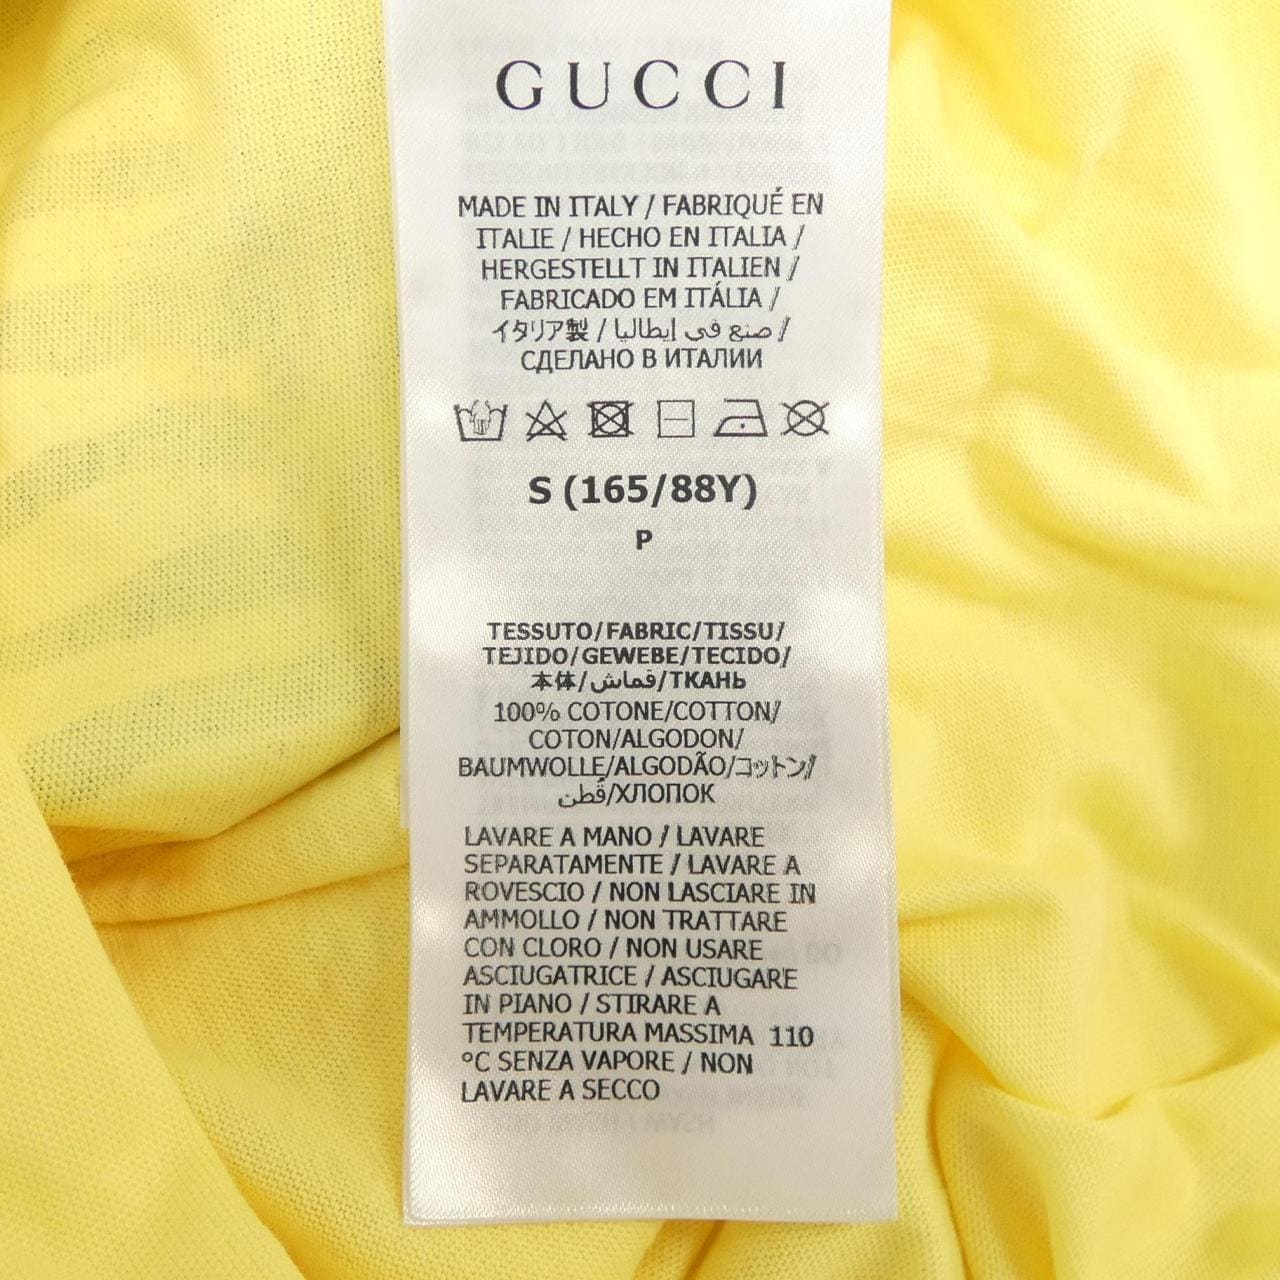 GUCCI
MADE IN ITALY / FABRIQUÉ EN
ITALIE / HECHO EN ITALIA /
HERGESTELLT IN ITALIEN /
FABRICADO EM ITÁLIA /
イタリア製 / صنع في إيطاليا /
СДЕЛАНО В ИТАЛИИ
S (165/88Y)
P
TESSUTO/FABRIC/TISSU/
TEJIDO/GEWEBE/TECIDO/
本体/قماش/ТКАНЬ
100% COTONE/COTTON/
COTON/ALGODON/
BAUMWOLLE/ALGODÃO/コットン/
قطن/ХЛОПОК
LAVARE A MANO / LAVARE
SEPARATAMENTE / LAVARE A
ROVESCIO / NON LASCIARE IN
AMMOLLO / NON TRATTARE
CON CLORO / NON USARE
ASCIUGATRICE / ASCIUGARE
IN PIANO / STIRARE A
TEMPERATURA MASSIMA 110
°C SENZA VAPORE / NON
LAVARE A SECCO